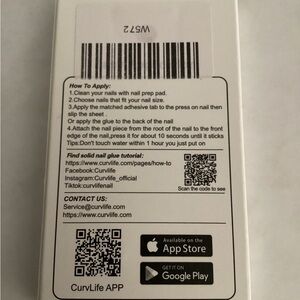 W572
How To Apply:
1.Clean your nails with nail prep pad.
2.Choose nails that fit your nail size.
3.Apply the matched adhesive tab to the press on nail then
slip the sheet .
Or apply the glue to the back of the nail
4.Attach the nail piece from the root of the nail to the front
edge of the nail,press it for about 10 seconds until it sticks
Tips:Don't touch water within 1 hour you just put on
Find solid nail glue tutorial:
https://www.curvlife.com/pages/how-to
Facebook:Curvlife
Instagram:Curvlife_official
Tiktok:curvlifenail
Scan the code to see
CONTACT US:
Service@curvlife.com
https://www.curvlife.com
Available on the
App Store
GET IT ON
Google Play
CurvLife APP